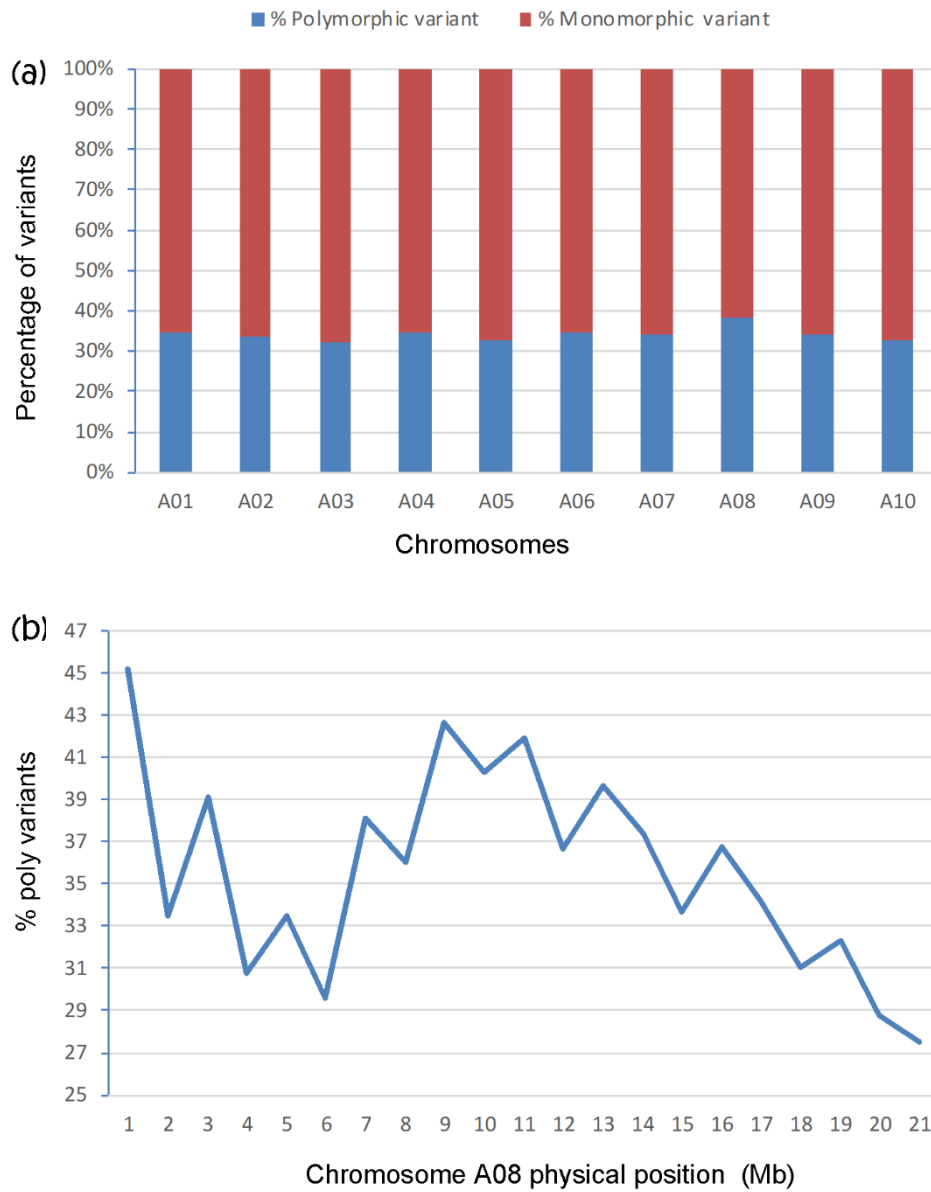 % Polymorphic variant % Monomorphic variant
(a)
100%
90%
80%
70%
60%
50%
40%
30%
20%
10%
0%
Percentage of variants
A01 A02 A03 A04 A05 A06 A07 A08 A09 A10
Chromosomes
(b)
47
45
43
41
39
37
35
33
31
29
27
25
% poly variants
1 2 3 4 5 6 7 8 9 10 11 12 13 14 15 16 17 18 19 20 21
Chromosome A08 physical position (Mb)